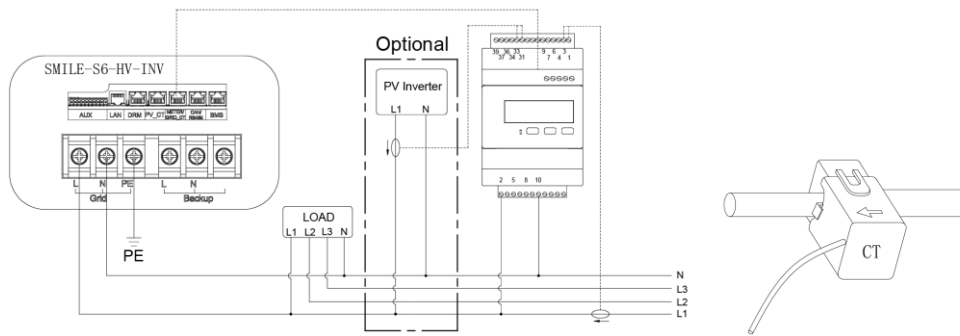 Optional
SMILE-S6-HV-INV
PV Inverter
L1 N
AUX LAN DRM PV_CT METER/GRID_CT CAN/RS485 BMS
L N PE L N
Grid Backup
PE
LOAD
L1 L2 L3 N
39 36 33 9 6 3
37 34 31 7 4 1
2 5 8 10
N
L3
L2
L1
CT